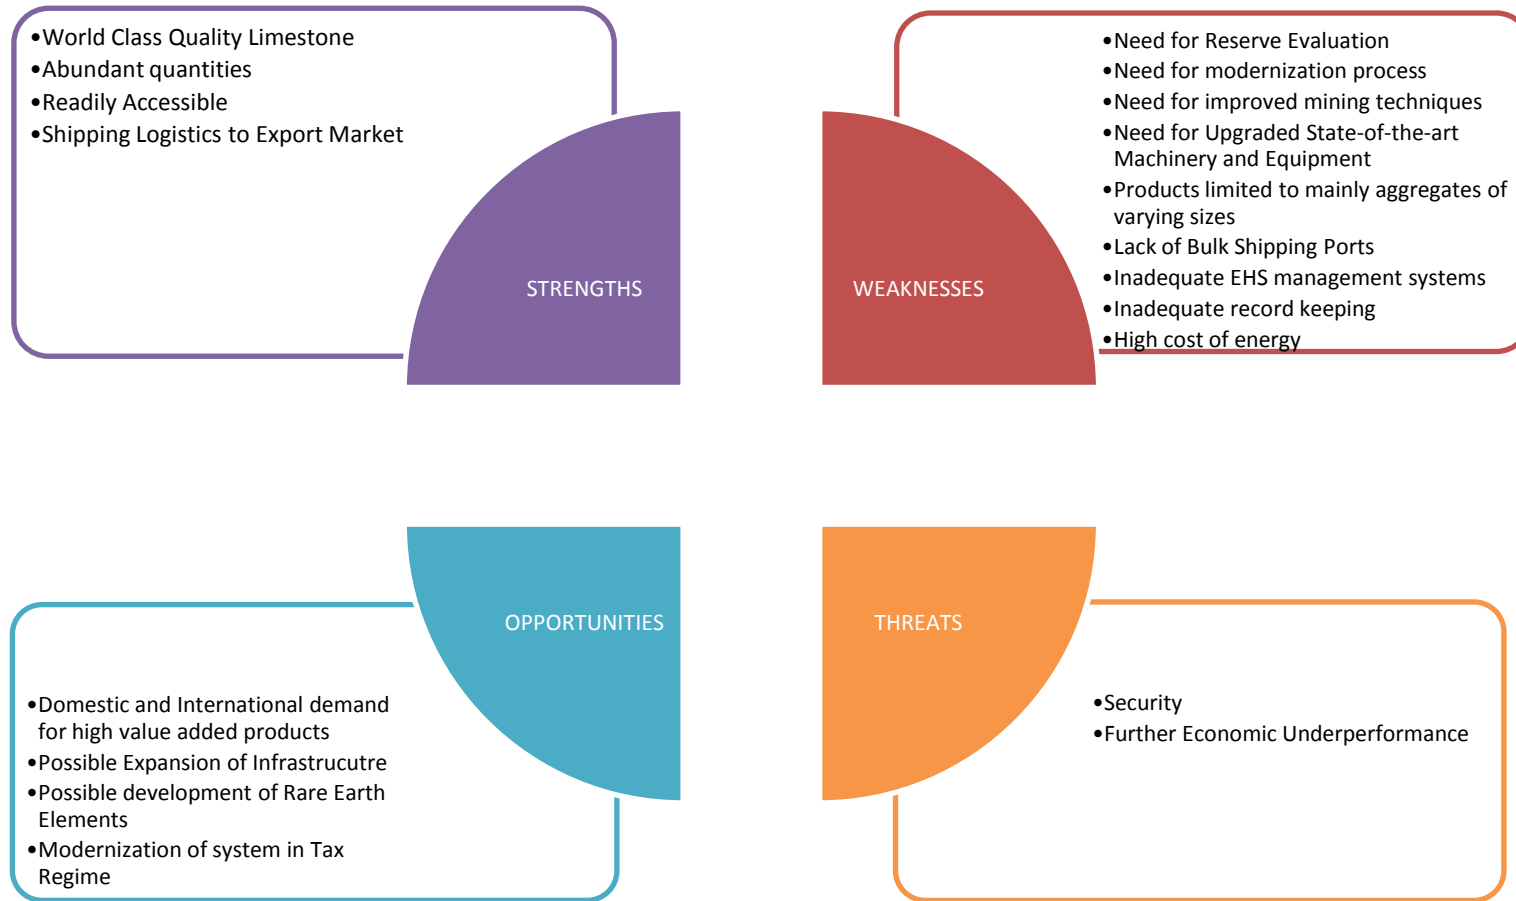 •World Class Quality Limestone
•Abundant quantities
•Readily Accessible
•Shipping Logistics to Export Market
STRENGTHS
•Need for Reserve Evaluation
•Need for modernization process
•Need for improved mining techniques
•Need for Upgraded State-of-the-art
Machinery and Equipment
•Products limited to mainly aggregates of
varying sizes
•Lack of Bulk Shipping Ports
•Inadequate EHS management systems
•Inadequate record keeping
•High cost of energy
WEAKNESSES
OPPORTUNITIES
•Domestic and International demand
for high value added products
•Possible Expansion of Infrastrucutre
•Possible development of Rare Earth
Elements
•Modernization of system in Tax
Regime
THREATS
•Security
•Further Economic Underperformance